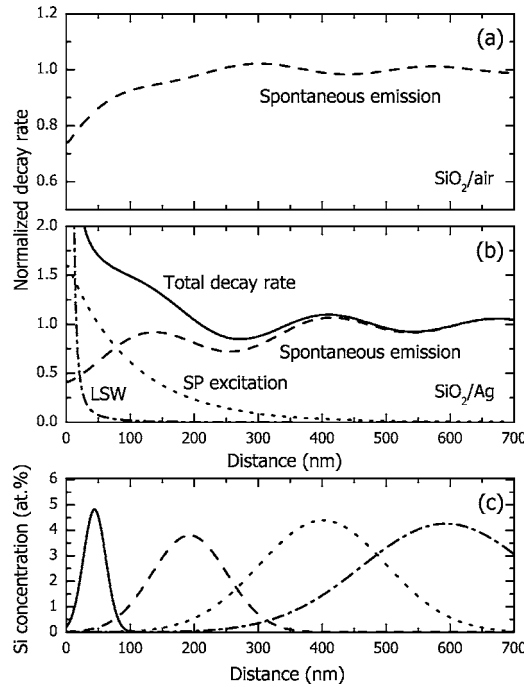 Normalized decay rate
1.2
1.0
0.8
0.6
(a)
Spontaneous emission
SiO2/air
2.0
1.5
1.0
0.5
0.0
(b)
Total decay rate
Spontaneous emission
SP excitation
LSW
SiO2/Ag
0 100 200 300 400 500 600 700
Distance (nm)
Si concentration (at.%)
6
5
4
3
2
1
0
(c)
0 100 200 300 400 500 600 700
Distance (nm)